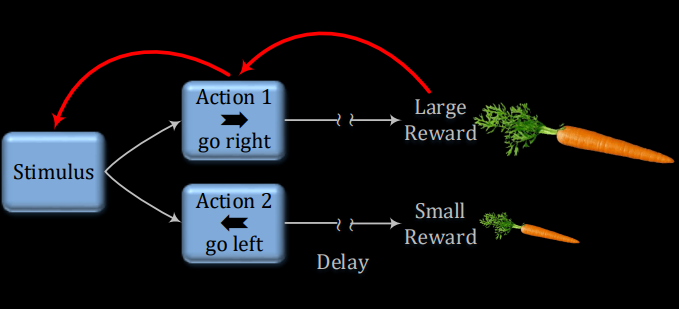 Stimulus
Action 1
go right
Large
Reward
Action 2
go left
Small
Reward
Delay